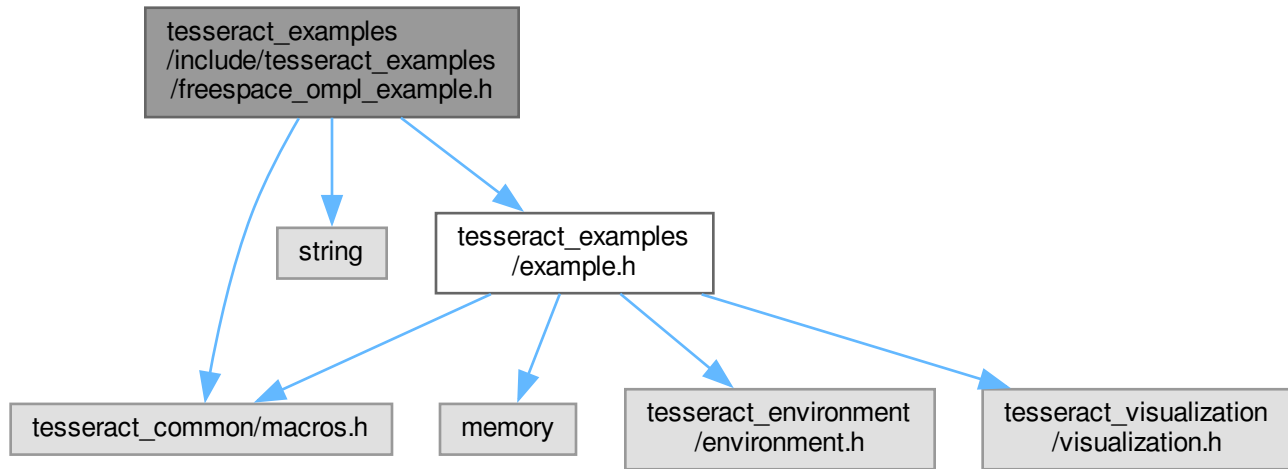 tesseract_examples
/include/tesseract_examples
/freespace_ompl_example.h
string
tesseract_examples
/example.h
tesseract_common/macros.h
memory
tesseract_environment
/environment.h
tesseract_visualization
/visualization.h